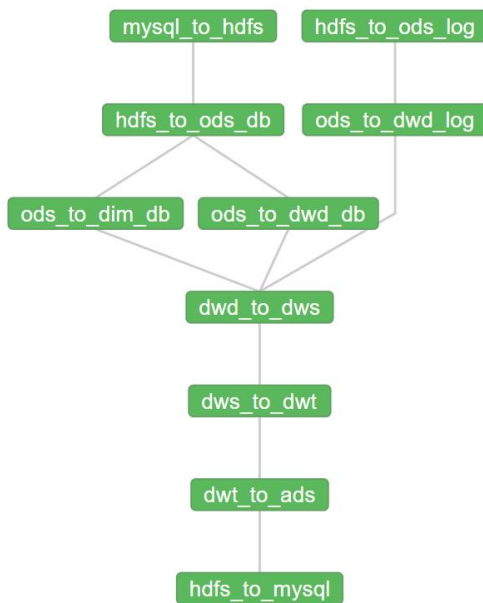 mysql_to_hdfs
hdfs_to_ods_log
hdfs_to_ods_db
ods_to_dwd_log
ods_to_dim_db
ods_to_dwd_db
dwd_to_dws
dws_to_dwt
dwt_to_ads
hdfs_to_mysql